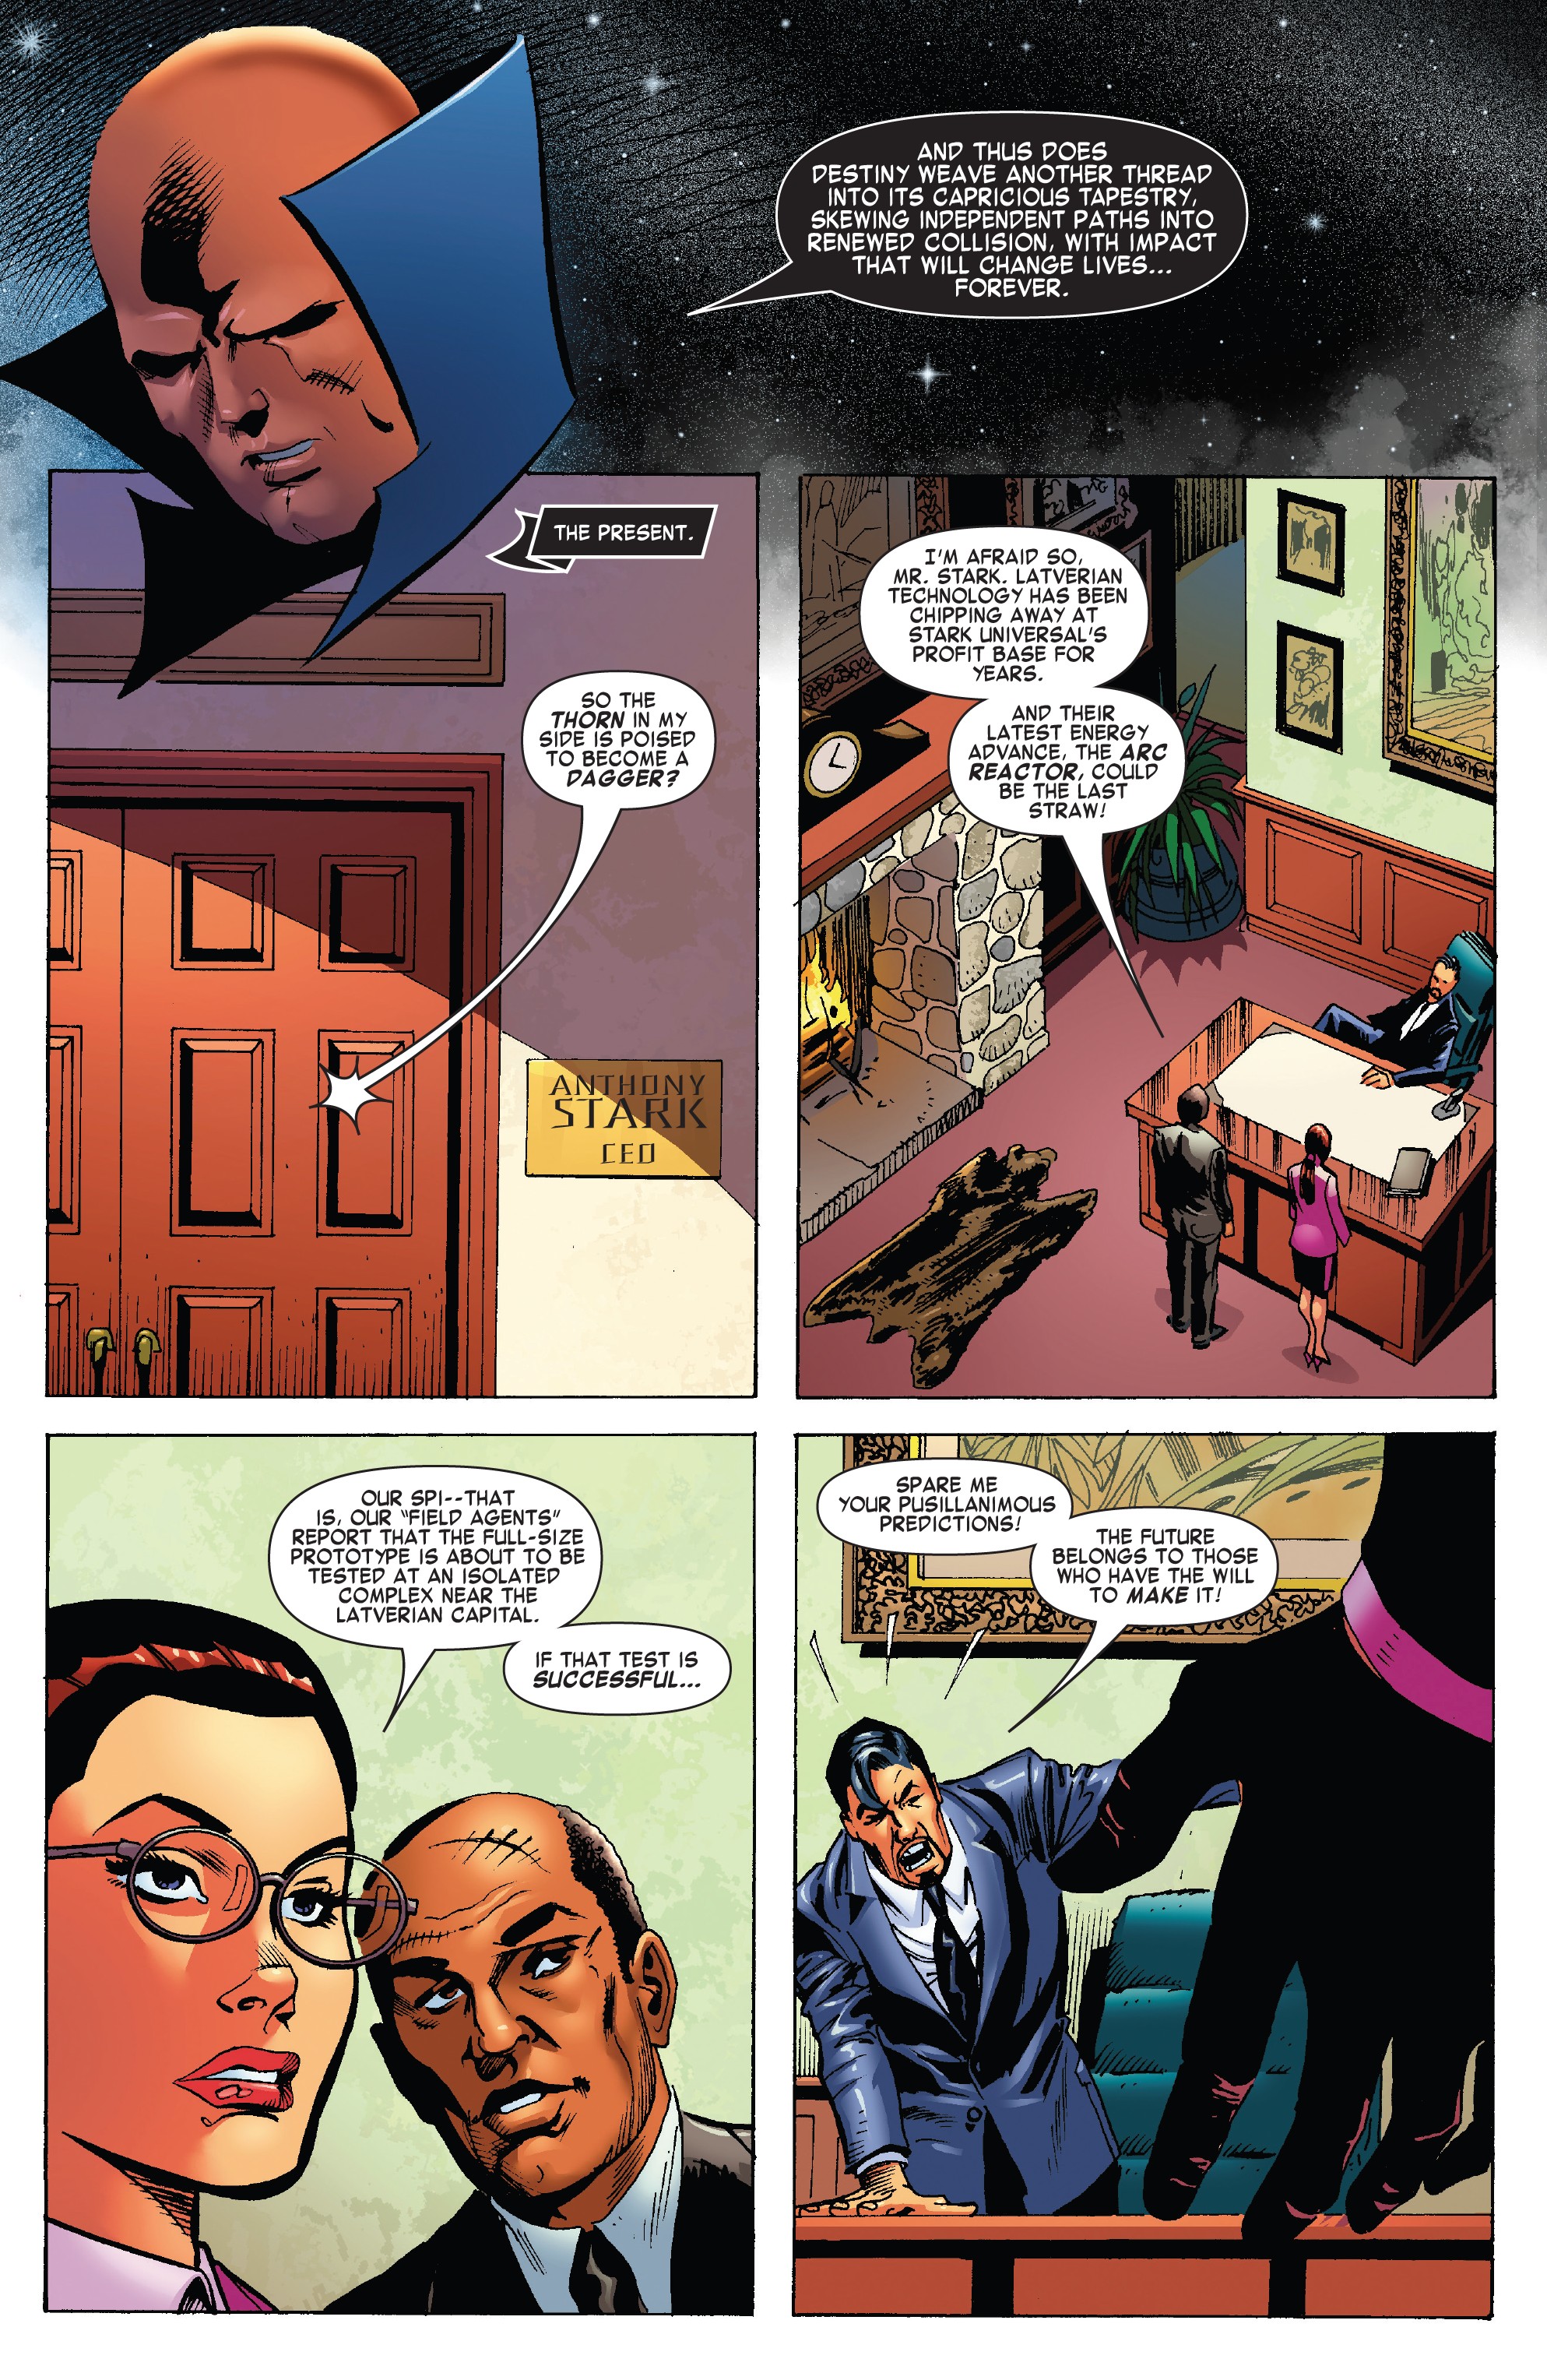 AND THUS DOES
DESTINY WEAVE ANOTHER THREAD
INTO ITS CAPRICIOUS TAPESTRY,
SKEWING INDEPENDENT PATHS INTO
RENEWED COLLISION, WITH IMPACT
THAT WILL CHANGE LIVES...
FOREVER.
THE PRESENT.
SO THE
THORN IN MY
SIDE IS POISED
TO BECOME A
DAGGER?
ANTHONY
STARK
CEO
I'M AFRAID SO,
MR. STARK. LATVERIAN
TECHNOLOGY HAS BEEN
CHIPPING AWAY AT
STARK UNIVERSAL'S
PROFIT BASE FOR
YEARS.
AND THEIR
LATEST ENERGY
ADVANCE, THE ARC
REACTOR, COULD
BE THE LAST
STRAW!
OUR SPI--THAT
IS, OUR "FIELD AGENTS"
REPORT THAT THE FULL-SIZE
PROTOTYPE IS ABOUT TO BE
TESTED AT AN ISOLATED
COMPLEX NEAR THE
LATVERIAN CAPITAL.
IF THAT TEST IS
SUCCESSFUL...
SPARE ME
YOUR PUSILLANIMOUS
PREDICTIONS!
THE FUTURE
BELONGS TO THOSE
WHO HAVE THE WILL
TO MAKE IT!